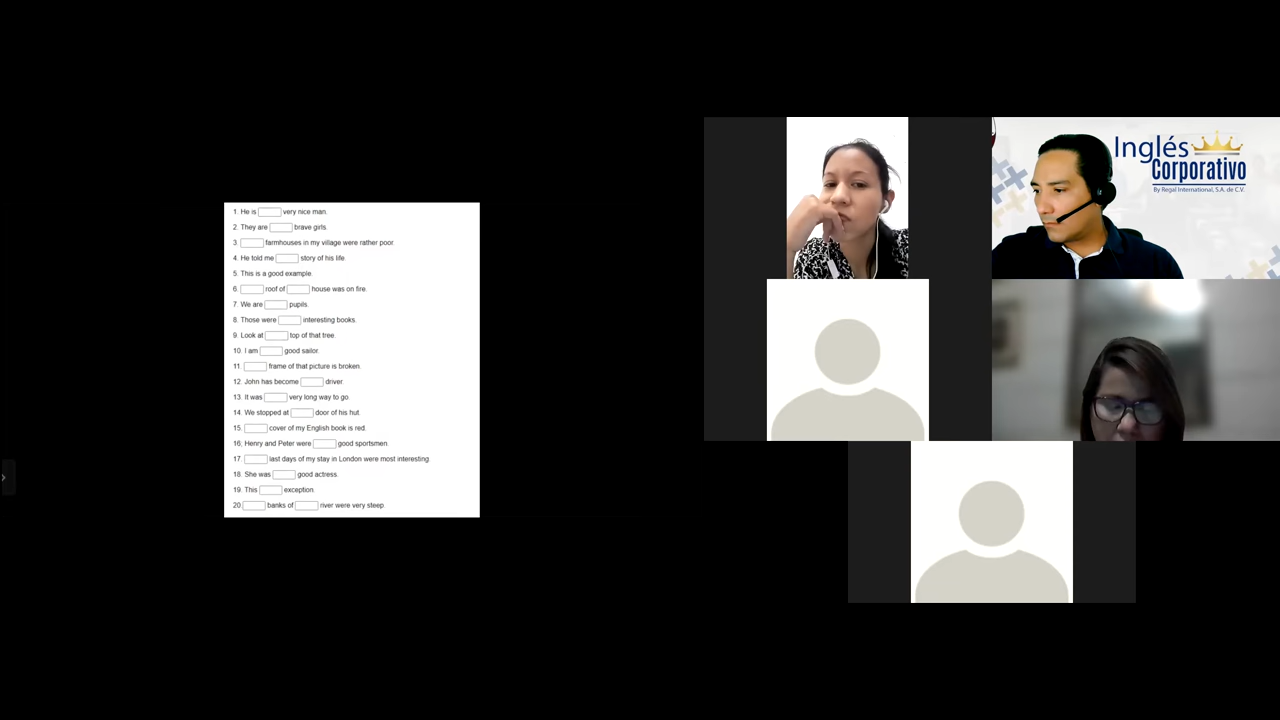 1. He is very nice man.
2. They are brave girls.
3. farmhouses in my village were rather poor.
4. He told me story of his life.
5. This is a good example.
6. roof of house was on fire.
7. We are pupils.
8. Those were interesting books.
9. Look at top of that tree.
10. I am good sailor.
11. frame of that picture is broken.
12. John has become driver.
13. It was very long way to go.
14. We stopped at door of his hut.
15. cover of my English book is red.
16. Henry and Peter were good sportsmen.
17. last days of my stay in London were most interesting.
18. She was good actress.
19. This exception.
20. banks of river were very steep.
Inglés
Corporativo
By Regal International, S.A. de C.V.